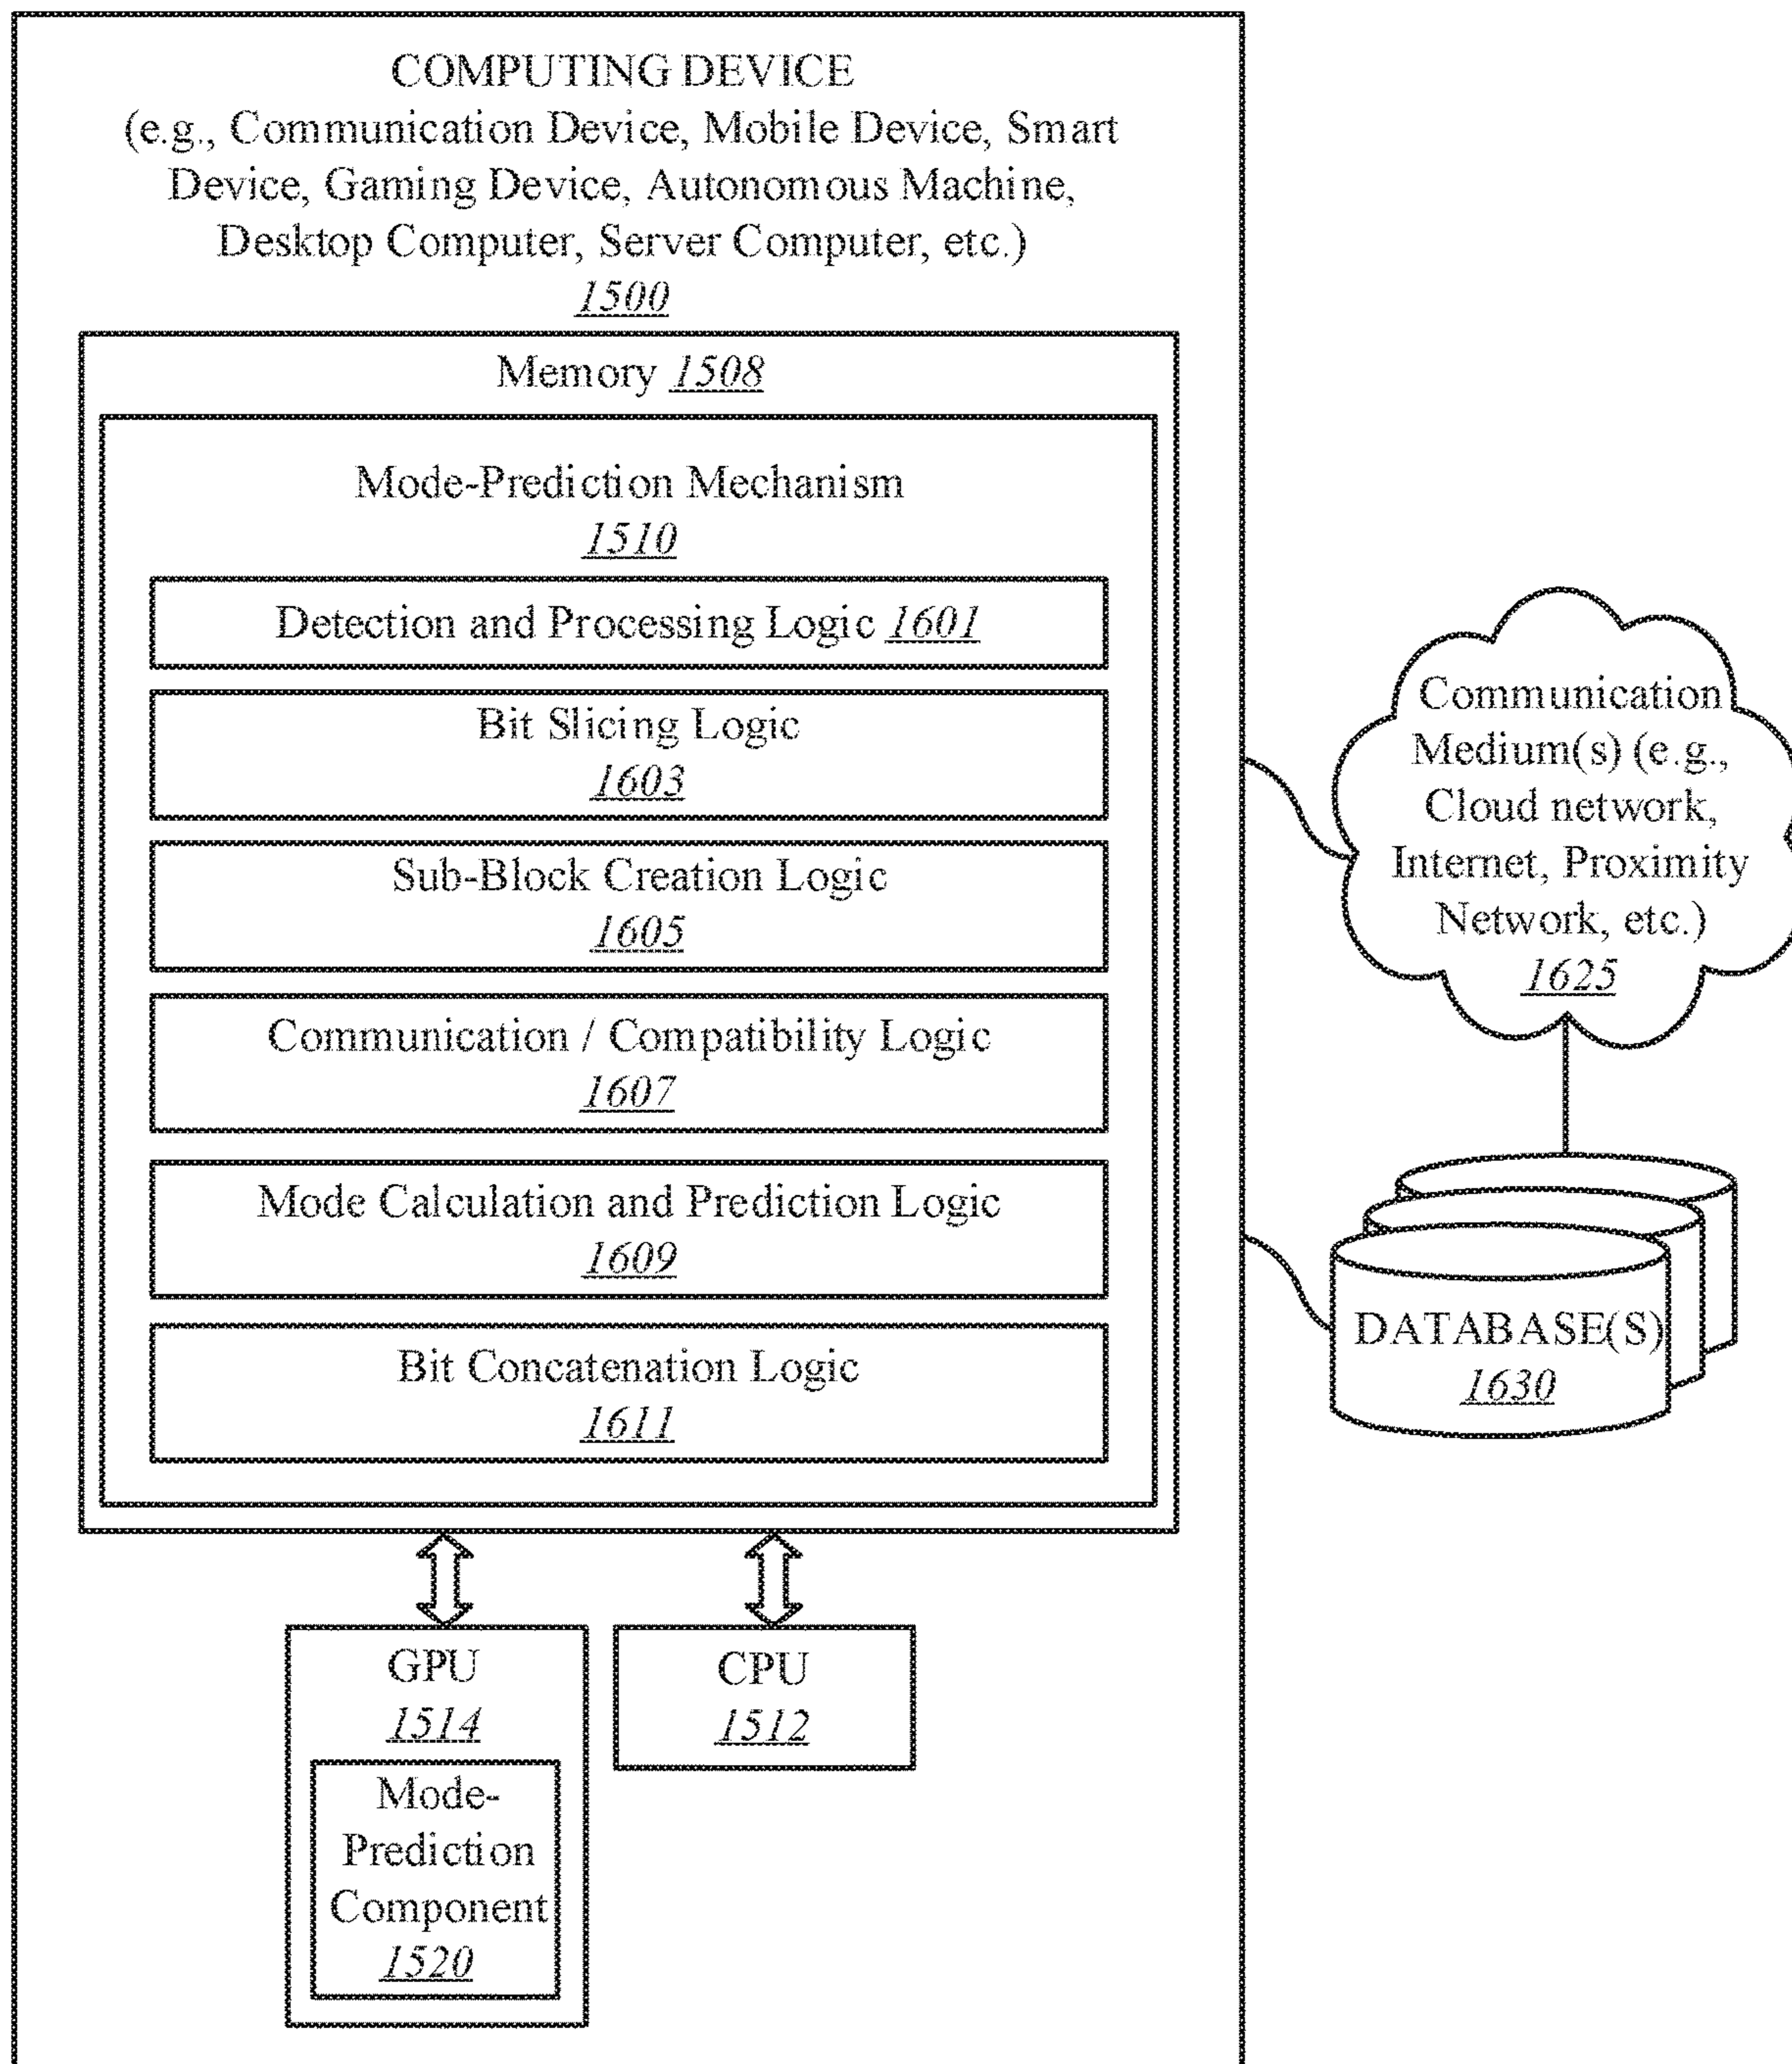 COMPUTING DEVICE
(e.g., Communication Device, Mobile Device, Smart
Device, Gaming Device, Autonomous Machine,
Desktop Computer, Server Computer, etc.)
1500
Memory 1508
Mode-Prediction Mechanism
1510
Detection and Processing Logic 1601
Bit Slicing Logic
1603
Sub-Block Creation Logic
1605
Communication / Compatibility Logic
1607
Mode Calculation and Prediction Logic
1609
Bit Concatenation Logic
1611
GPU
1514
Mode-
Prediction
Component
1520
CPU
1512
Communication
Medium(s) (e.g.,
Cloud network,
Internet, Proximity
Network, etc.)
1625
DATABASE(S)
1630